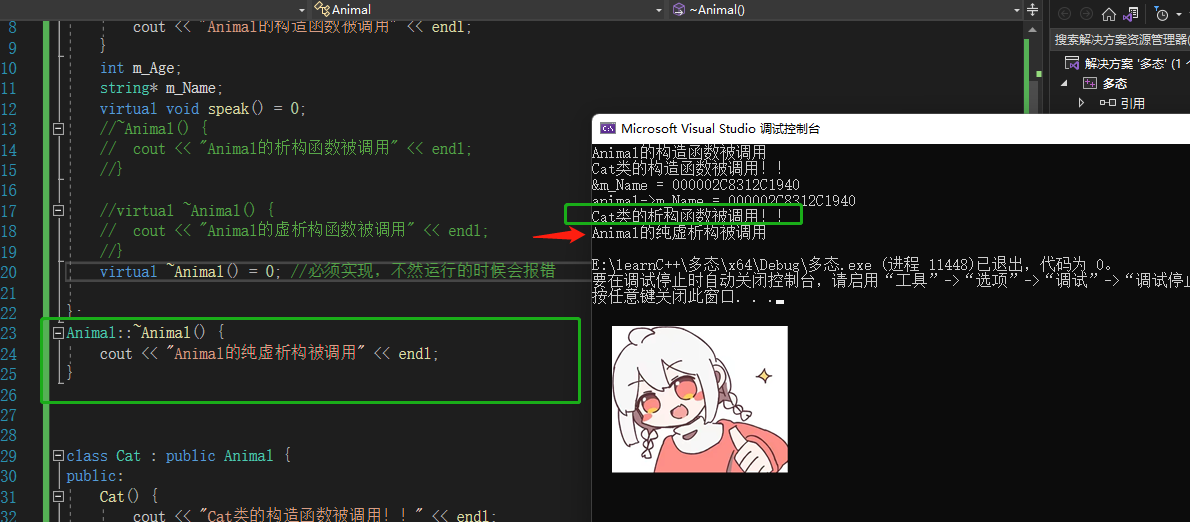 Animal
~Animal()
8 cout << "Animal的构造函数被调用" << endl;
9 }
10 int m_Age;
11 string* m_Name;
12 virtual void speak() = 0;
13 //~Animal() {
14 // cout << "Animal的析构函数被调用" << endl;
15 //}
16
17 //virtual ~Animal() {
18 // cout << "Animal的虚析构函数被调用" << endl;
19 //}
20 virtual ~Animal() = 0; //必须实现，不然运行的时候会报错
21
22 };
23 Animal::~Animal() {
24 cout << "Animal的纯虚析构被调用" << endl;
25 }
26
27
28
29 class Cat : public Animal {
30 public:
31 Cat() {
32 cout << "Cat类的构造函数被调用！！" << endl;
搜索解决方案资源管理器(
解决方案 '多态' (1 个
多态
引用
Microsoft Visual Studio 调试控制台
Animal的构造函数被调用
Cat类的构造函数被调用！！
&m_Name = 000002C8312C1940
animal->m_Name = 000002C8312C1940
Cat类的析构函数被调用！！
Animal的纯虚析构被调用
E:\learnC++\多态\x64\Debug\多态.exe (进程 11448)已退出，代码为 0。
要在调试停止时自动关闭控制台，请启用“工具”->“选项”->“调试”->“调试停止
按任意键关闭此窗口. . .